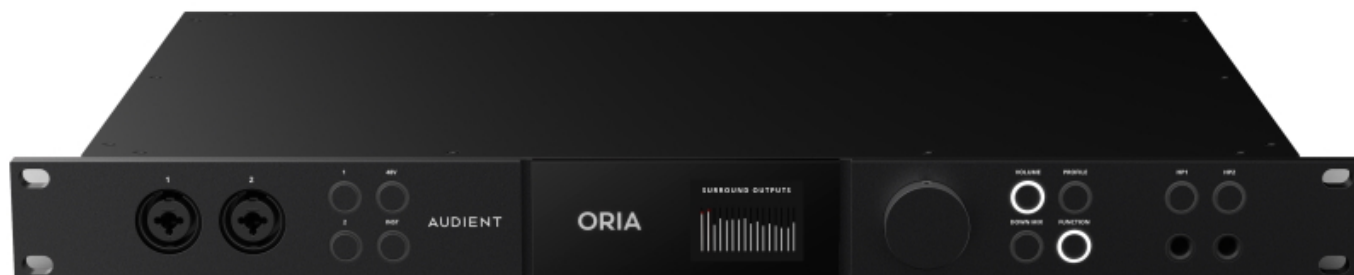 1
2
1
48V
2
INST
AUDIENT
ORIA
SURROUND OUTPUTS
VOLUME
PROFILE
DOWN MIX
FUNCTION
HP1
HP2